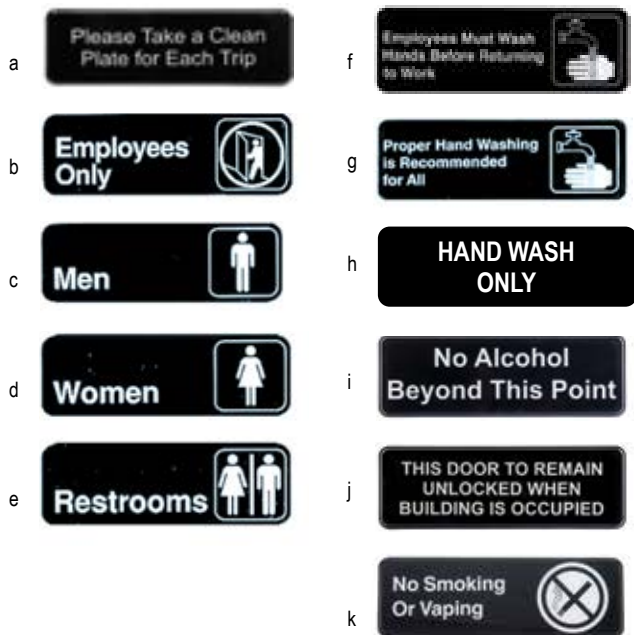 a
Please Take a Clean
Plate for Each Trip
b
Employees
Only
c
Men
d
Women
e
Restrooms
f
Employees Must Wash
Hands Before Returning
to Work
g
Proper Hand Washing
is Recommended
for All
h
HAND WASH
ONLY
i
No Alcohol
Beyond This Point
j
THIS DOOR TO REMAIN
UNLOCKED WHEN
BUILDING IS OCCUPIED
k
No Smoking
Or Vaping